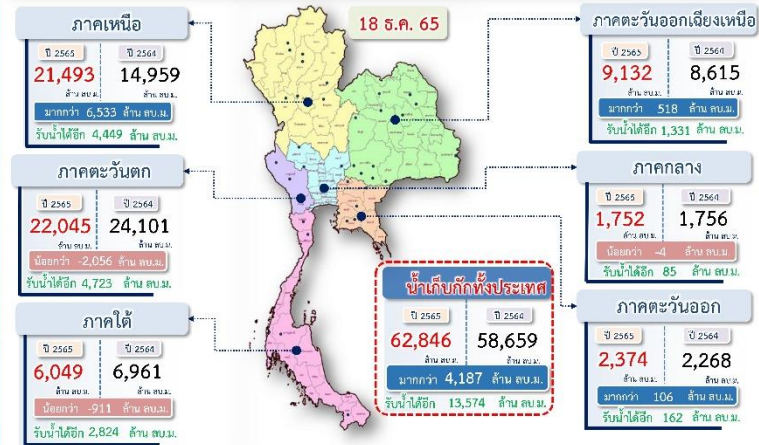 18 ธ.ค. 65
ภาคเหนือ
ปี 2565 ปี 2564
21,493 14,959
ล้าน ลบ.ม. ล้าน ลบ.ม.
มากกว่า 6,533 ล้าน ลบ.ม.
รับน้ำได้อีก 4,449 ล้าน ลบ.ม.
ภาคตะวันออกเฉียงเหนือ
ปี 2565 ปี 2564
9,132 8,615
ล้าน ลบ.ม. ล้าน ลบ.ม.
มากกว่า 518 ล้าน ลบ.ม.
รับน้ำได้อีก 1,331 ล้าน ลบ.ม.
ภาคตะวันตก
ปี 2565 ปี 2564
22,045 24,101
ล้าน ลบ.ม. ล้าน ลบ.ม.
น้อยกว่า -2,056 ล้าน ลบ.ม.
รับน้ำได้อีก 4,723 ล้าน ลบ.ม.
ภาคกลาง
ปี 2565 ปี 2564
1,752 1,756
ล้าน ลบ.ม. ล้าน ลบ.ม.
น้อยกว่า -4 ล้าน ลบ.ม.
รับน้ำได้อีก 85 ล้าน ลบ.ม.
ภาคใต้
ปี 2565 ปี 2564
6,049 6,961
ล้าน ลบ.ม. ล้าน ลบ.ม.
น้อยกว่า -911 ล้าน ลบ.ม.
รับน้ำได้อีก 2,824 ล้าน ลบ.ม.
น้ำเก็บกักทั้งประเทศ
ปี 2565 ปี 2564
62,846 58,659
ล้าน ลบ.ม. ล้าน ลบ.ม.
มากกว่า 4,187 ล้าน ลบ.ม.
รับน้ำได้อีก 13,574 ล้าน ลบ.ม.
ภาคตะวันออก
ปี 2565 ปี 2564
2,374 2,268
ล้าน ลบ.ม. ล้าน ลบ.ม.
มากกว่า 106 ล้าน ลบ.ม.
รับน้ำได้อีก 162 ล้าน ลบ.ม.